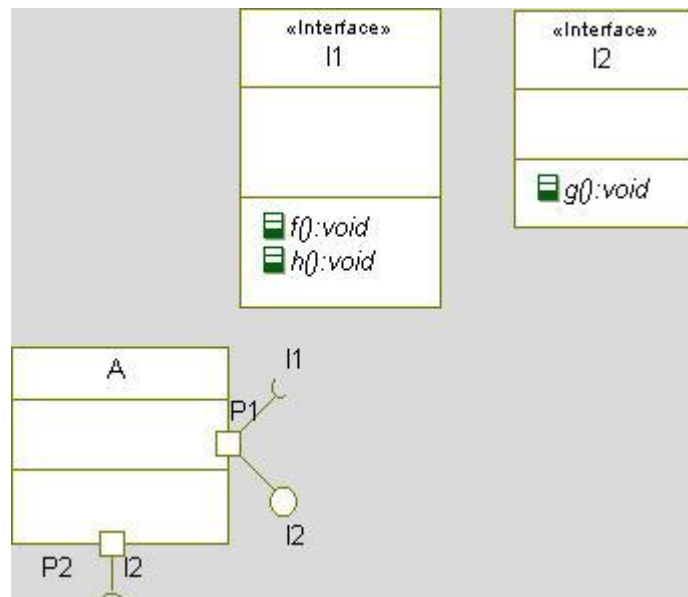 «Interface»
I1
«Interface»
I2
f():void
h():void
g():void
A
I1
P1
I2
P2
I2